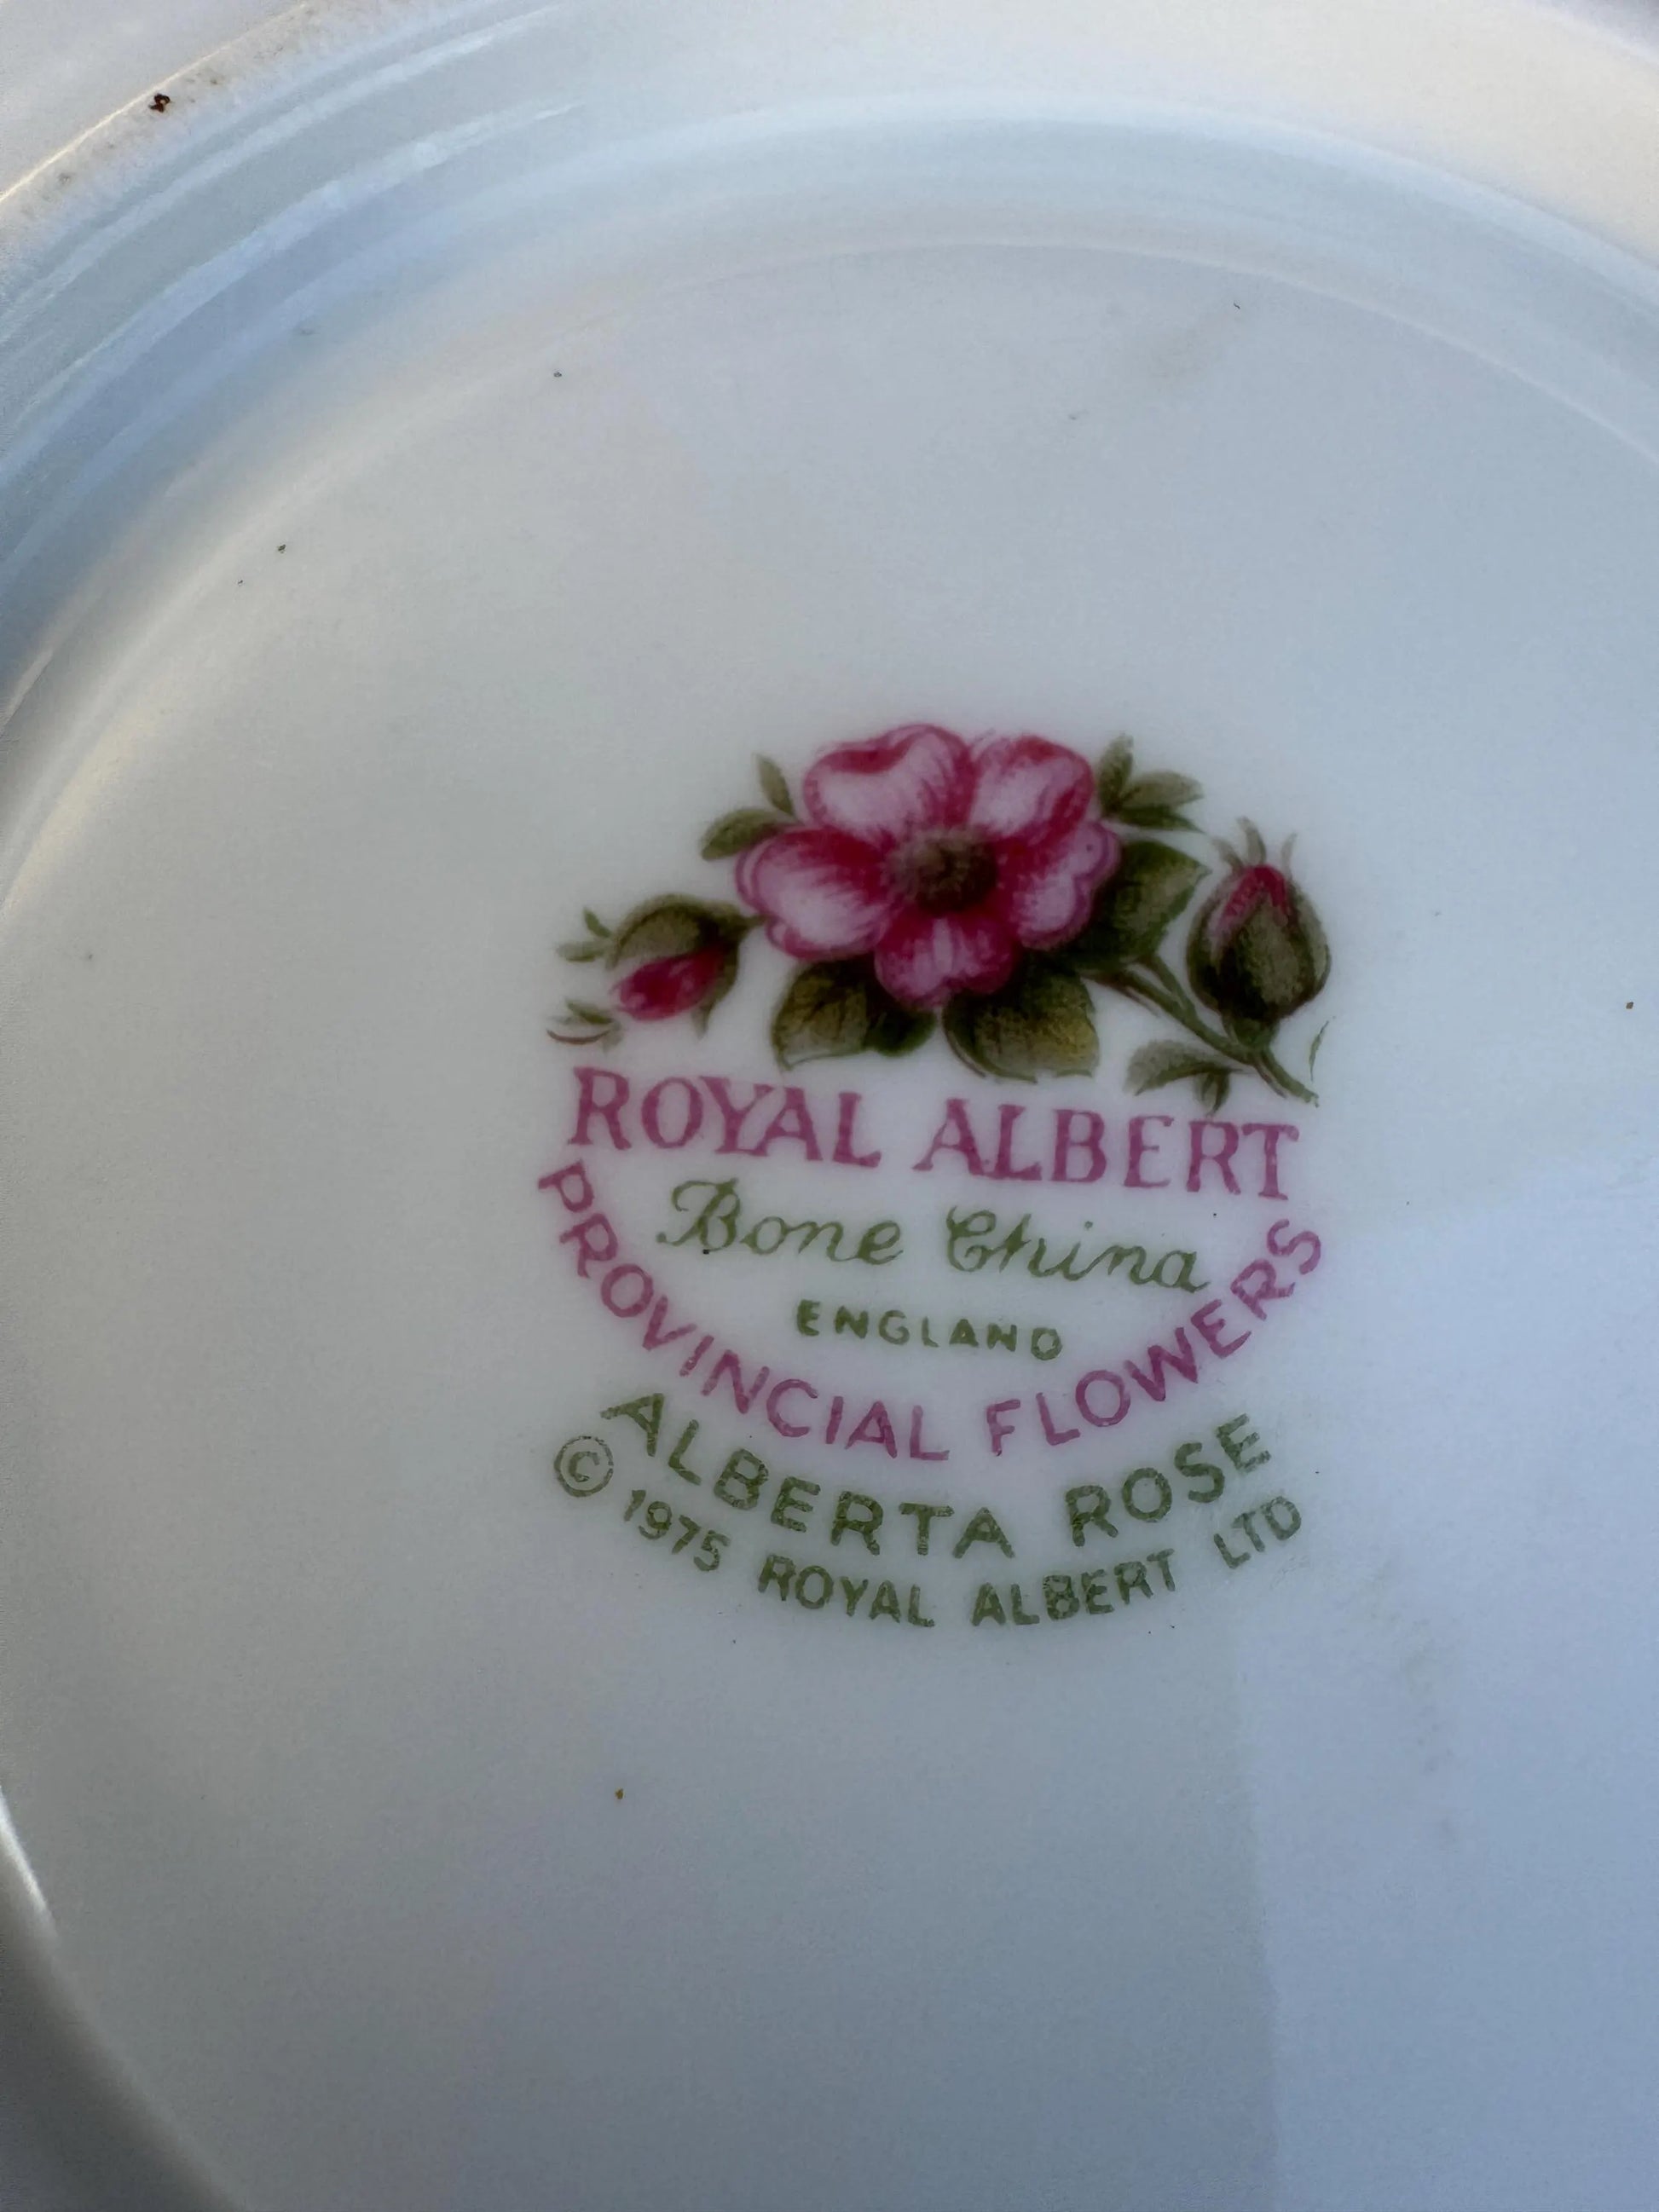 ROYAL ALBERT
Bone China
ENGLAND
PROVINCIAL FLOWERS
ALBERTA ROSE
© 1975 ROYAL ALBERT LTD